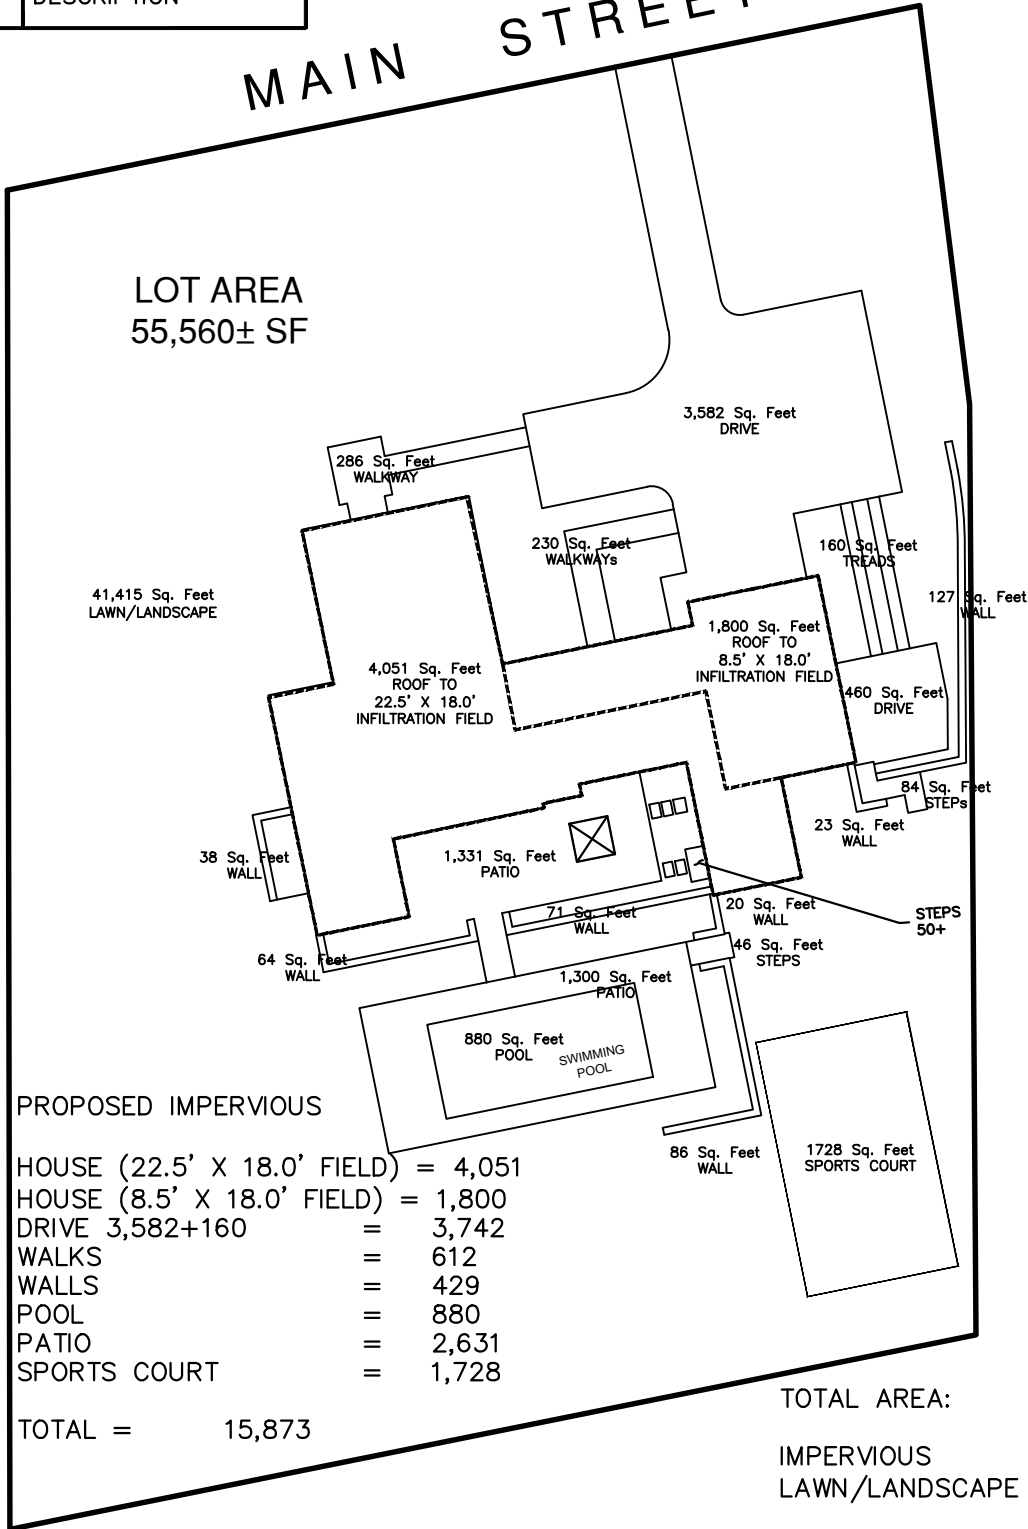 DESCRIPTION
MAIN STREET
LOT AREA
55,560± SF
3,582 Sq. Feet
DRIVE
286 Sq. Feet
WALKWAY
230 Sq. Feet
WALKWAYs
160 Sq. Feet
TREADS
41,415 Sq. Feet
LAWN/LANDSCAPE
127 Sq. Feet
WALL
1,800 Sq. Feet
ROOF TO
8.5' X 18.0'
INFILTRATION FIELD
4,051 Sq. Feet
ROOF TO
22.5' X 18.0'
INFILTRATION FIELD
460 Sq. Feet
DRIVE
84 Sq. Feet
STEPs
23 Sq. Feet
WALL
38 Sq. Feet
WALL
1,331 Sq. Feet
PATIO
20 Sq. Feet
WALL
STEPS
50+
71 Sq. Feet
WALL
46 Sq. Feet
STEPS
64 Sq. Feet
WALL
1,300 Sq. Feet
PATIO
880 Sq. Feet
POOL
SWIMMING
POOL
86 Sq. Feet
WALL
1728 Sq. Feet
SPORTS COURT
PROPOSED IMPERVIOUS
HOUSE (22.5' X 18.0' FIELD) = 4,051
HOUSE (8.5' X 18.0' FIELD) = 1,800
DRIVE 3,582+160 = 3,742
WALKS = 612
WALLS = 429
POOL = 880
PATIO = 2,631
SPORTS COURT = 1,728
TOTAL = 15,873
TOTAL AREA:
IMPERVIOUS
LAWN/LANDSCAPE